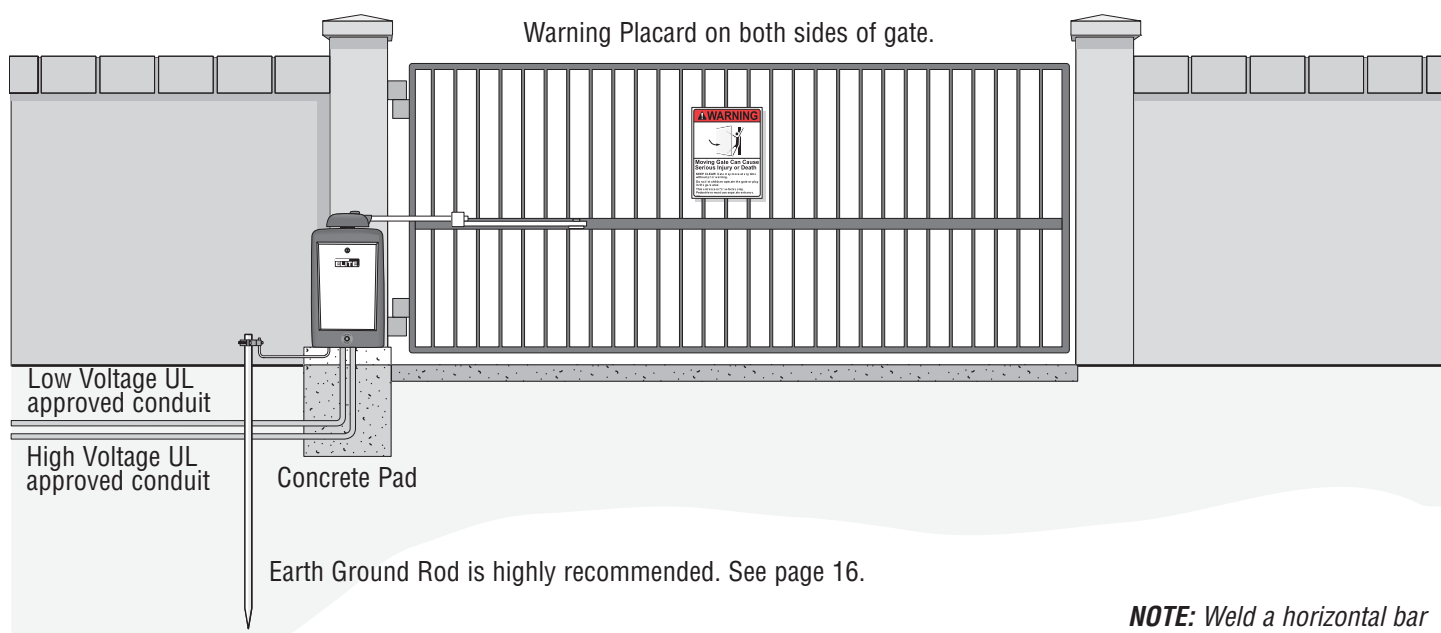 Warning Placard on both sides of gate.
WARNING
Moving Gate Can Cause
Serious Injury or Death
ELITE
Low Voltage UL
approved conduit
High Voltage UL
approved conduit
Concrete Pad
Earth Ground Rod is highly recommended. See page 16.
NOTE: Weld a horizontal bar